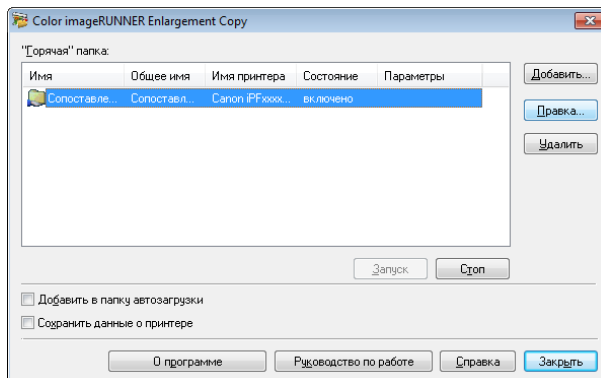 Color imageRUNNER Enlargement Copy
"Горячая" папка:
Имя Общее имя Имя принтера Состояние Параметры
Сопоставле... Сопоставл... Canon iPFxxxx... включено
Добавить...
Правка...
Удалить
Запуск Стоп
Добавить в папку автозагрузки
Сохранить данные о принтере
О программе Руководство по работе Справка Закрыть